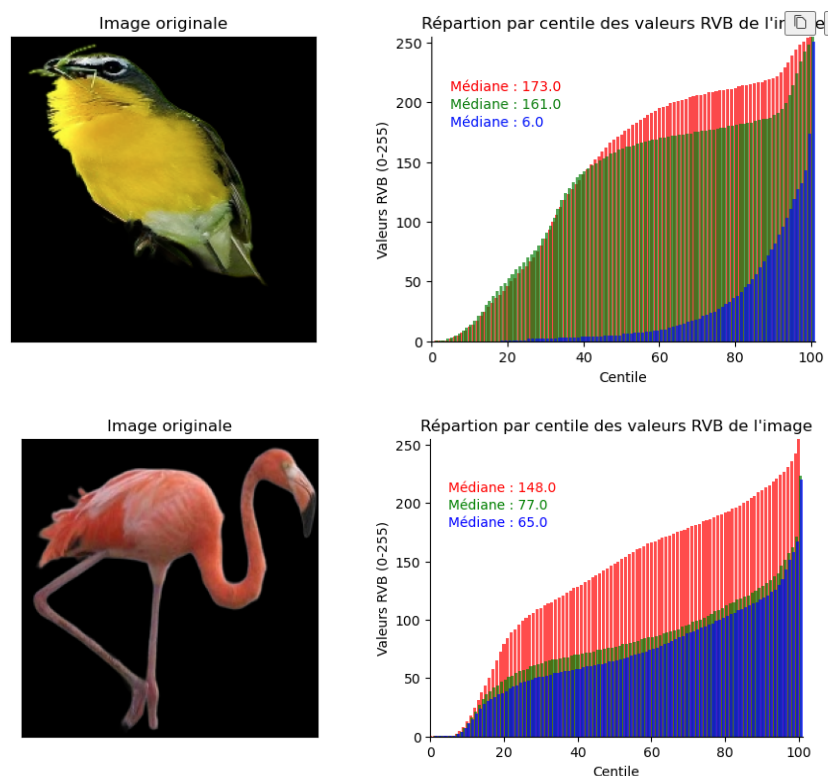 Image originale
Répartion par centile des valeurs RVB de l'image
250
200
150
100
50
0
Valeurs RVB (0-255)
Médiane : 173.0
Médiane : 161.0
Médiane : 6.0
0 20 40 60 80 100
Centile
Image originale
Répartion par centile des valeurs RVB de l'image
250
200
150
100
50
0
Valeurs RVB (0-255)
Médiane : 148.0
Médiane : 77.0
Médiane : 65.0
0 20 40 60 80 100
Centile